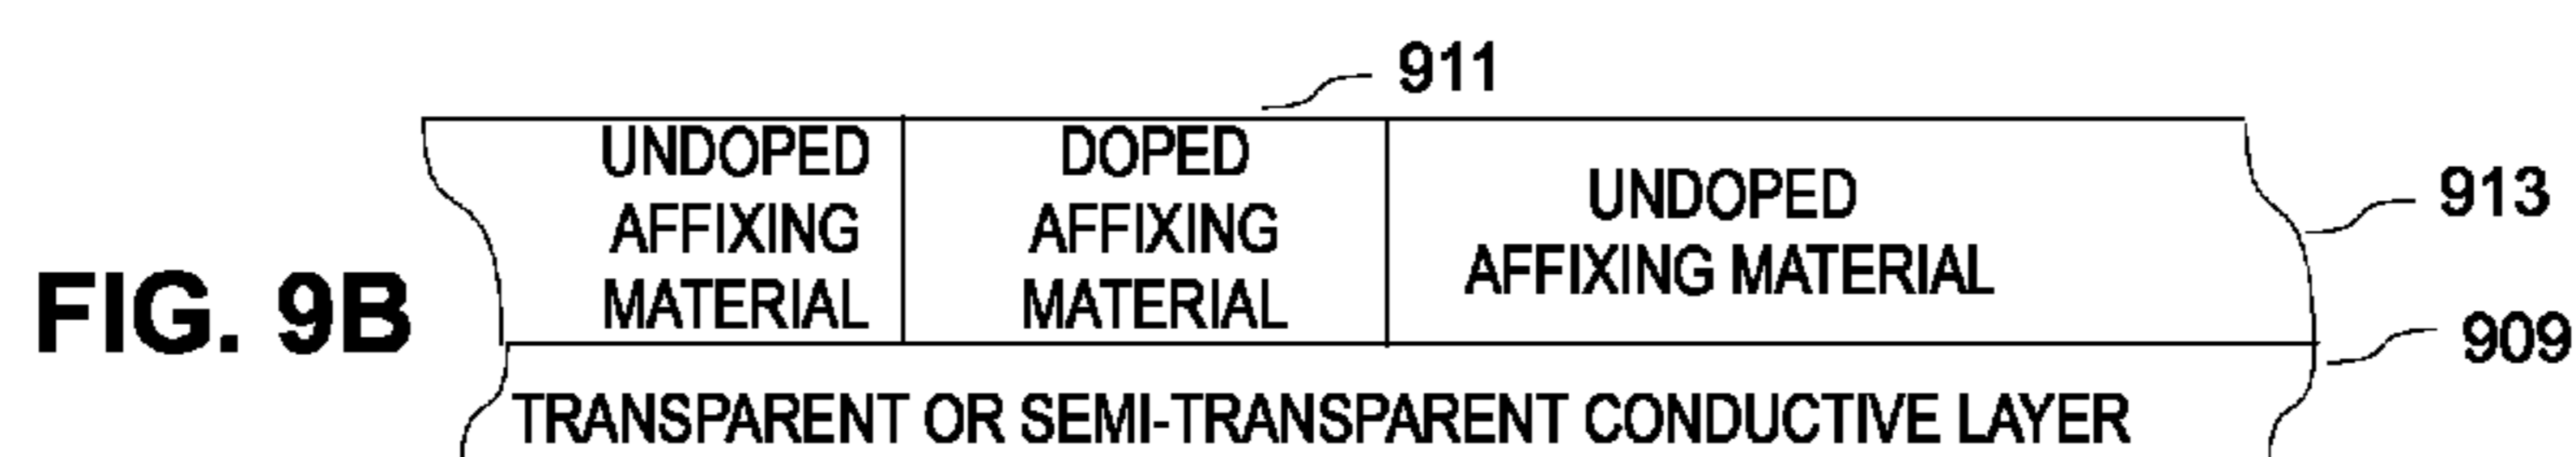 911
UNDOPED
AFFIXING
MATERIAL
DOPED
AFFIXING
MATERIAL
UNDOPED
AFFIXING MATERIAL
913
FIG. 9B
909
TRANSPARENT OR SEMI-TRANSPARENT CONDUCTIVE LAYER